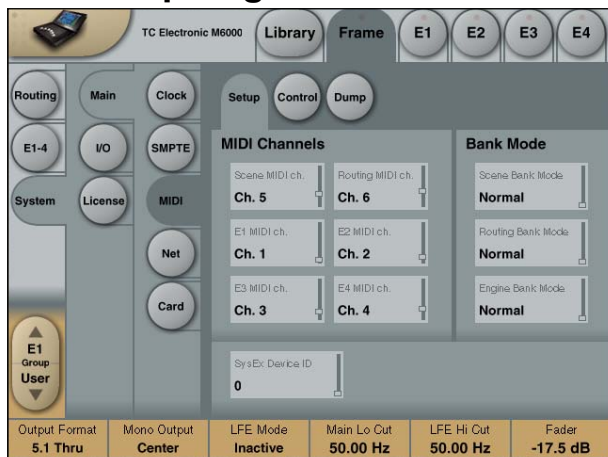 TC Electronic M6000
Library
Frame
E1
E2
E3
E4
Routing
Main
Clock
Setup
Control
Dump
E1-4
I/O
SMPTE
MIDI Channels
Bank Mode
Scene MIDI ch.
Ch. 5
Routing MIDI ch.
Ch. 6
Scene Bank Mode
Normal
System
License
MIDI
E1 MIDI ch.
Ch. 1
E2 MIDI ch.
Ch. 2
Routing Bank Mode
Normal
Net
E3 MIDI ch.
Ch. 3
E4 MIDI ch.
Ch. 4
Engine Bank Mode
Normal
Card
E1
Group
User
SysEx Device ID
0
Output Format
5.1 Thru
Mono Output
Center
LFE Mode
Inactive
Main Lo Cut
50.00 Hz
LFE Hi Cut
50.00 Hz
Fader
-17.5 dB